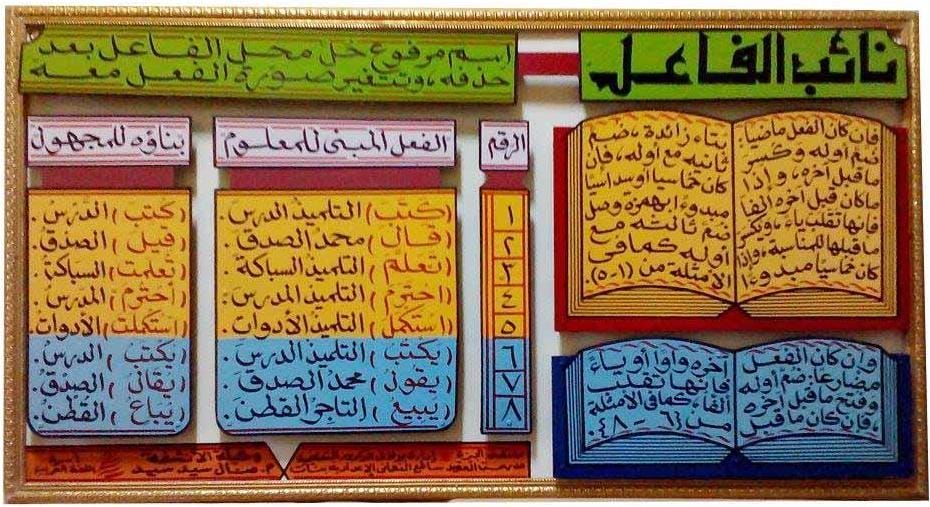 نائب الفاعل
اسم مرفوع حل محل الفاعل بعد
حذفه، وتتغير صورة الفعل معه
فإن كان الفعل ماضيا،
ضم أوله وكسر
ما قبل آخره، وإذا
ما كان قبل آخره ألفا
فإنها تقلب ياء، ويكسر
ما قبلها للمناسبة، وإذا
كان خماسيا مبدوءا
بتاء زائدة، ضم
ثانيه مع أوله، فإن
كان خماسيا أو سداسيا
مبدوءا بهمزة وصل
ضم ثالثه مع
أوله كما في
الأمثلة من (١-٥)
وإن كان الفعل
مضارعا: ضم أوله
وفتح ما قبل آخره
، فإن كان ما قبل
آخره واوا أو ياءً
فإنها تقلب
ألفا، كما في الأمثلة
من {٦-٨}.
الرقم الفعل المبنى للمعلوم بناؤه للمجهول
١ (كتب) التلميذ الدرس. (كتب) الدرس.
٢ (قال) محمد الصدق. (قيل) الصدق.
٣ (تعلم) التلميذ السباكة. (تعلمت) السباكة.
٤ (احترم) التلميذ المدرس. (احترم) المدرس.
٥ (استكمل) التلميذ الأدوات. (استكملت) الأدوات.
٦ (يكتب) التلميذ الدرس. (يكتب) الدرس.
٧ (يقول) محمد الصدق. (يقال) الصدق.
٨ (يبيع) التاجر القطن. (يباع) القطن.
سيد سيد